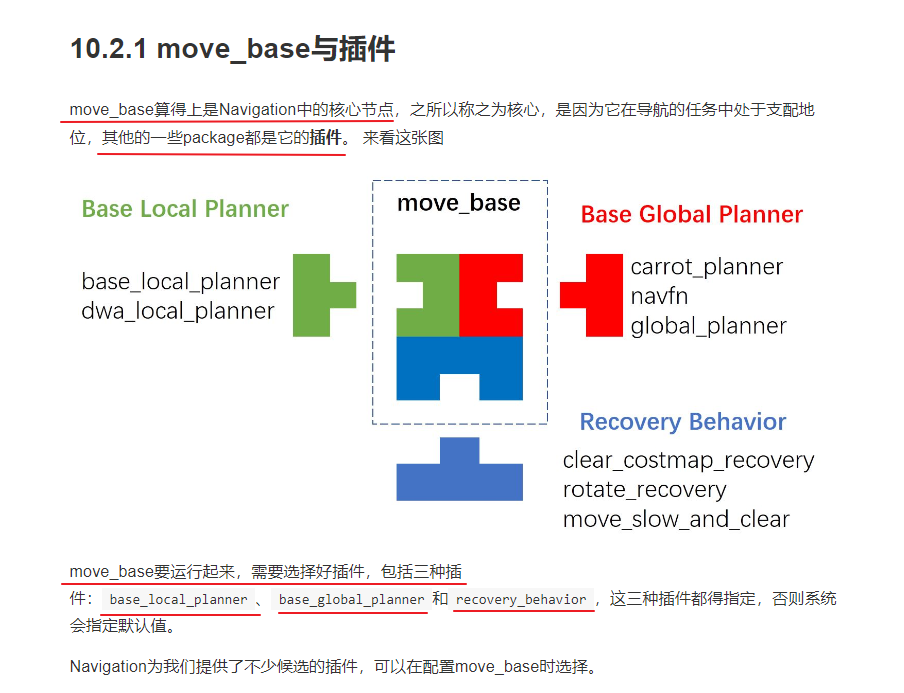 10.2.1 move_base与插件
move_base算得上是Navigation中的核心节点，之所以称之为核心，是因为它在导航的任务中处于支配地
位，其他的一些package都是它的插件。 来看这张图
Base Local Planner
base_local_planner
dwa_local_planner
move_base
Base Global Planner
carrot_planner
navfn
global_planner
Recovery Behavior
clear_costmap_recovery
rotate_recovery
move_slow_and_clear
move_base要运行起来，需要选择好插件，包括三种插
件： base_local_planner 、 base_global_planner 和 recovery_behavior ，这三种插件都得指定，否则系统
会指定默认值。
Navigation为我们提供了不少候选的插件，可以在配置move_base时选择。